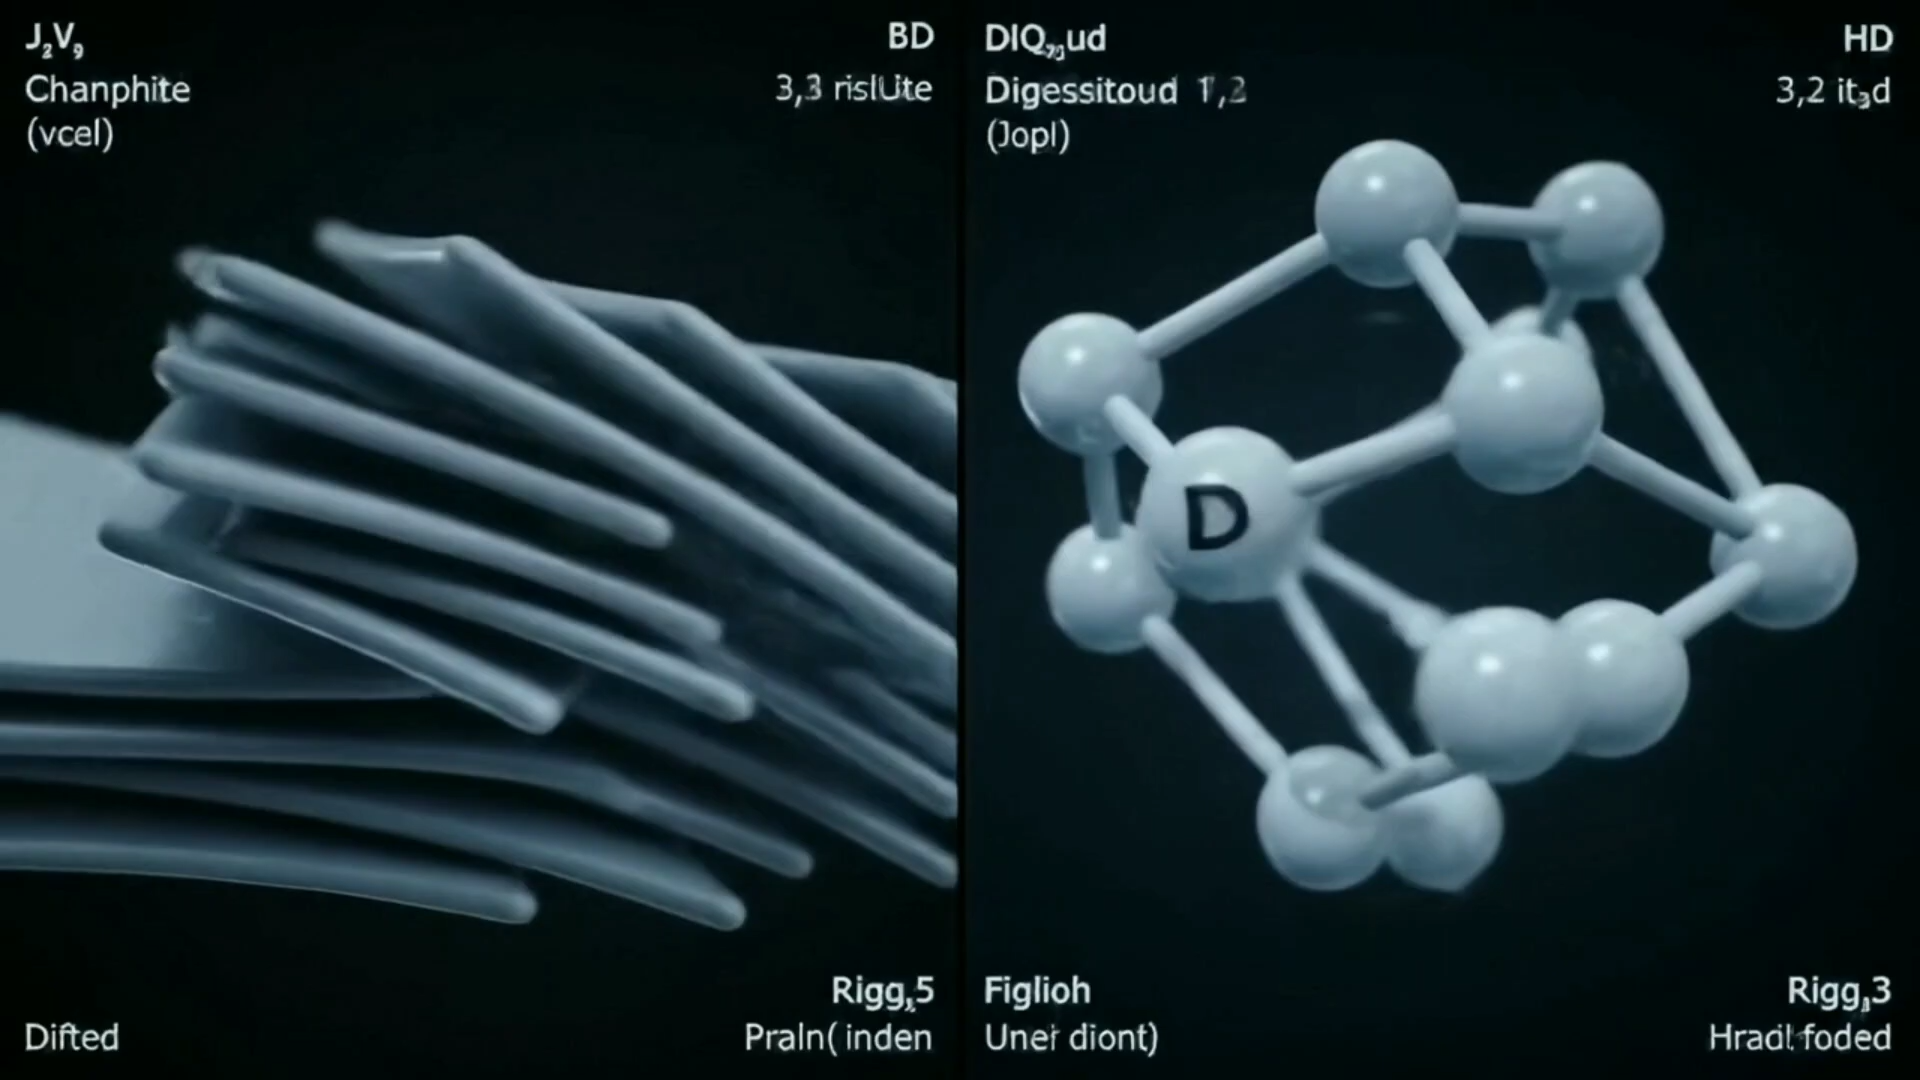 J₂V₉
Chanphite
(vcel)
BD
3,3 rislUte
Difted
Rigg,5
Praln( inden
DIQ ud
Digessitoud 1,2
(Jopl)
HD
3,2 it₃d
D
Figlioh
Uner diont)
Rigg,3
Hradl foded